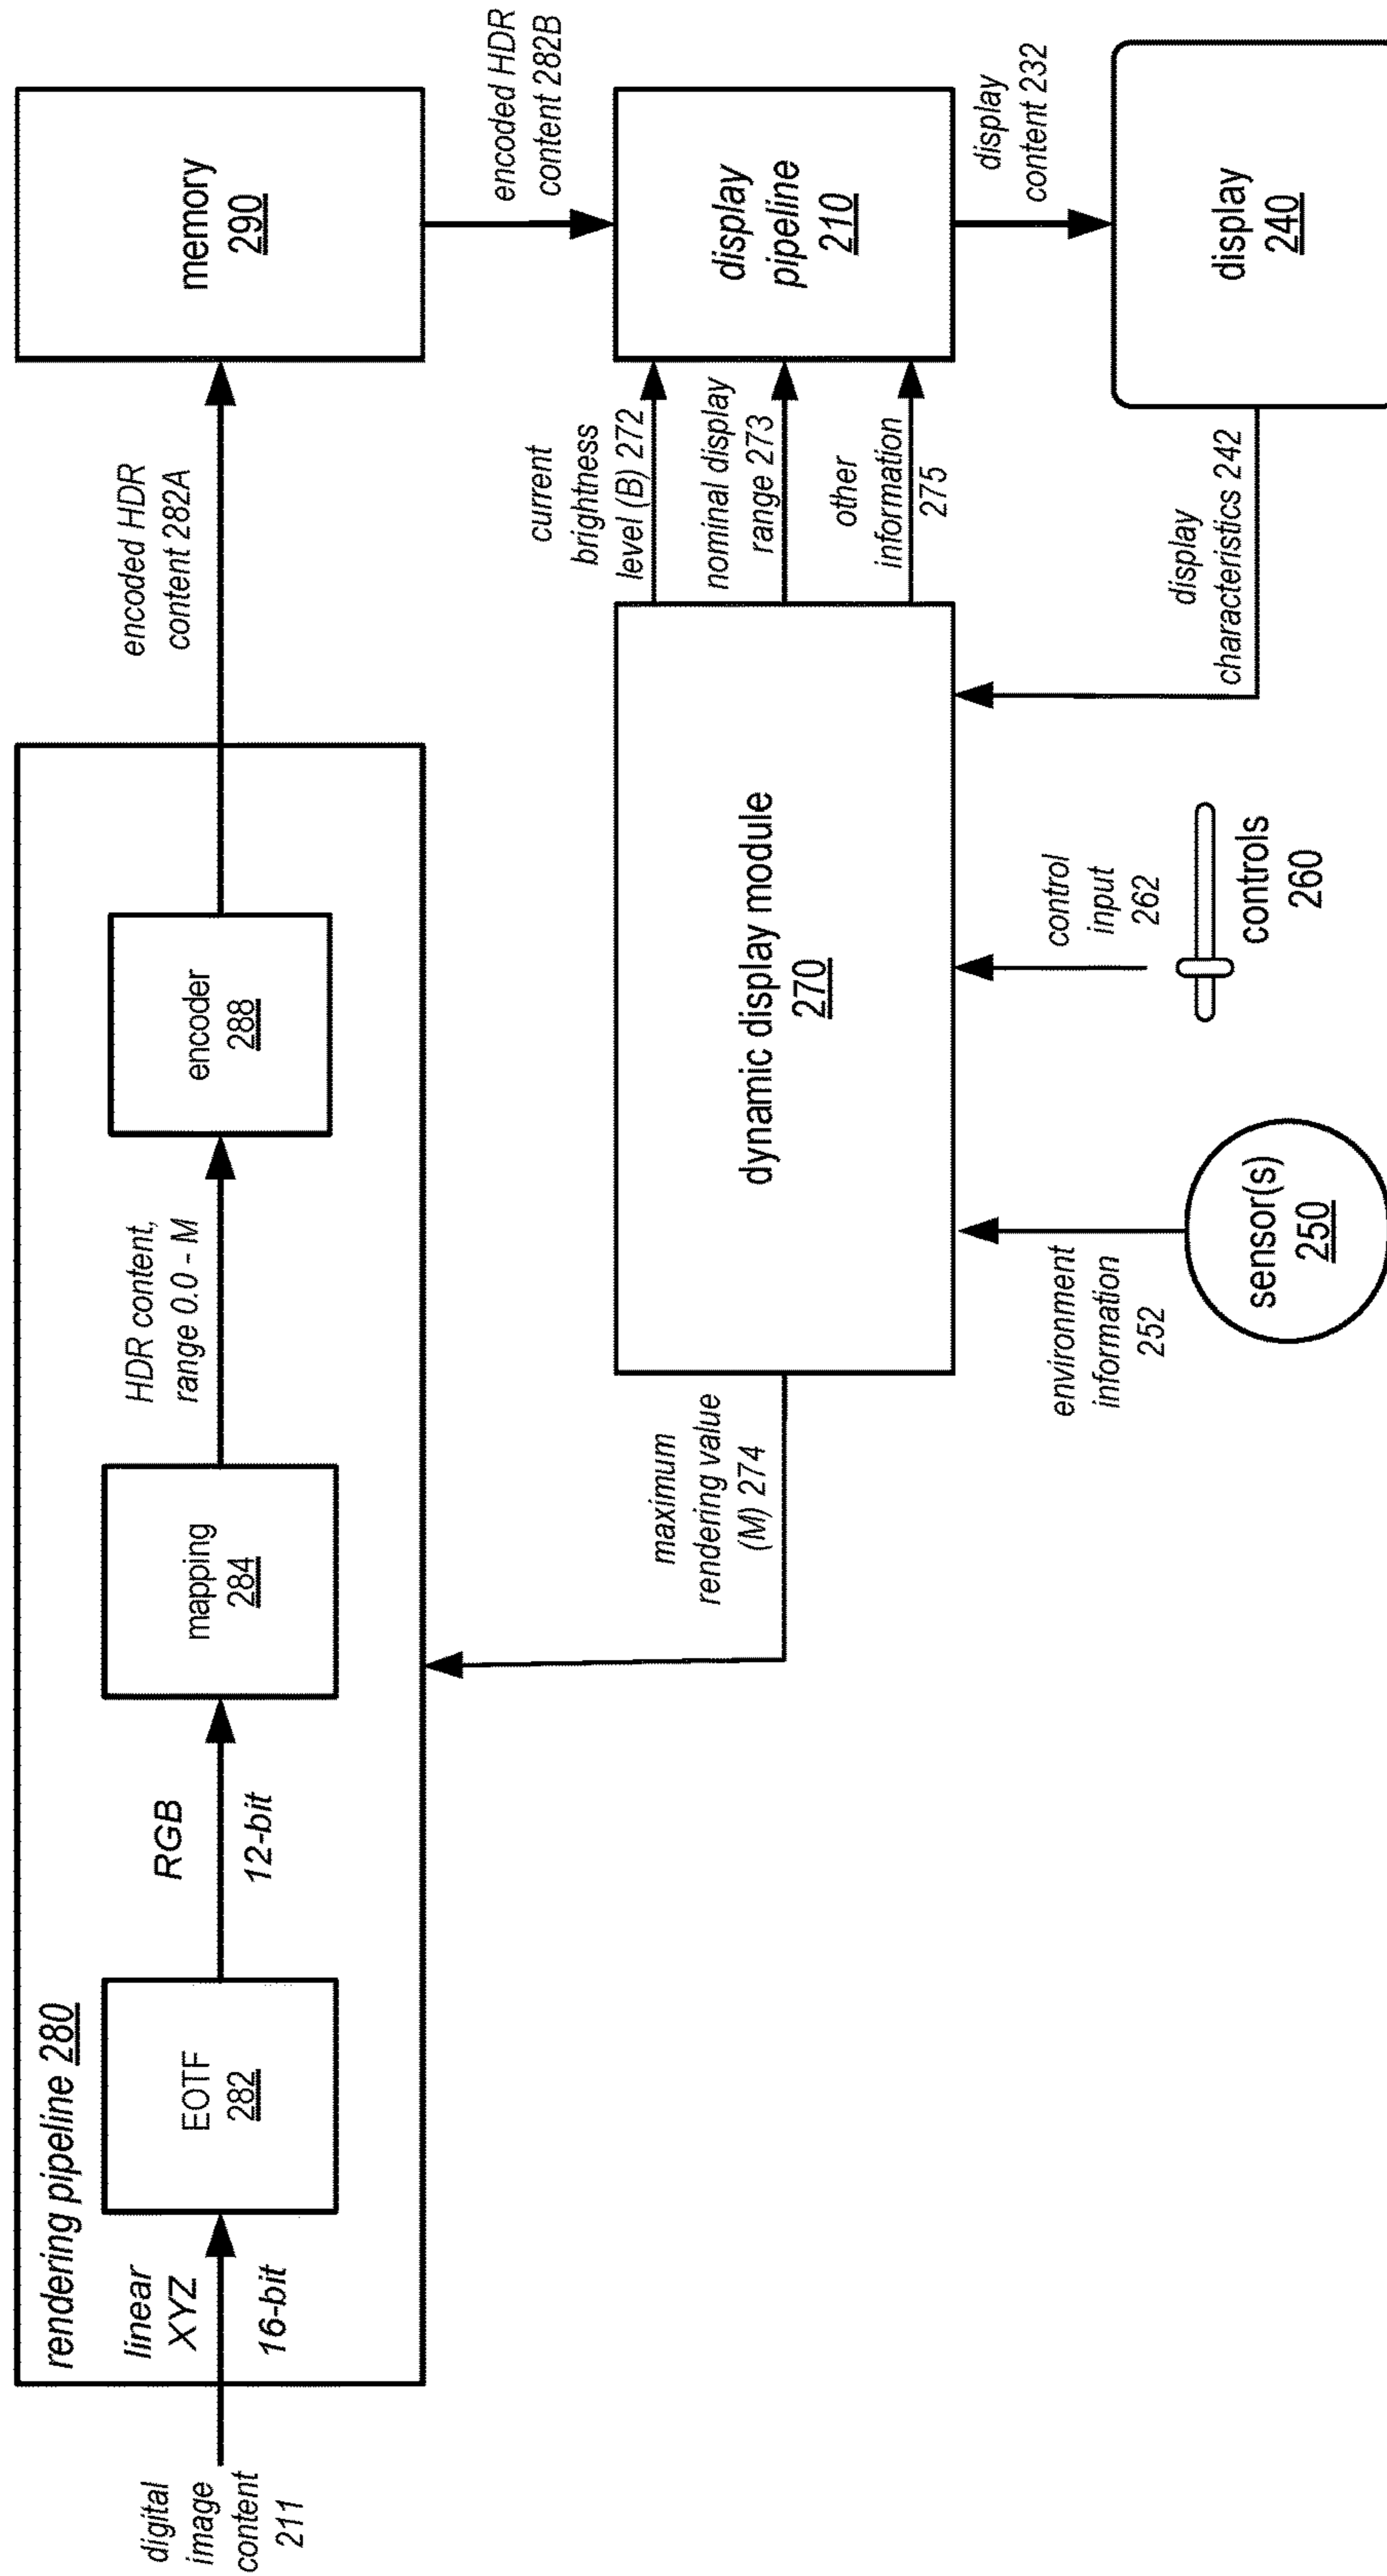 rendering pipeline 280
digital
image
content
211
linear
XYZ
16-bit
EOTF
282
RGB
12-bit
mapping
284
HDR content,
range 0.0 - M
encoder
288
encoded HDR
content 282A
memory
290
encoded HDR
content 282B
maximum
rendering value
(M) 274
dynamic display module
270
current
brightness
level (B) 272
nominal display
range 273
other
information
275
display
pipeline
210
environment
information
252
control
input
262
display
characteristics 242
display
content 232
sensor(s)
250
controls
260
display
240